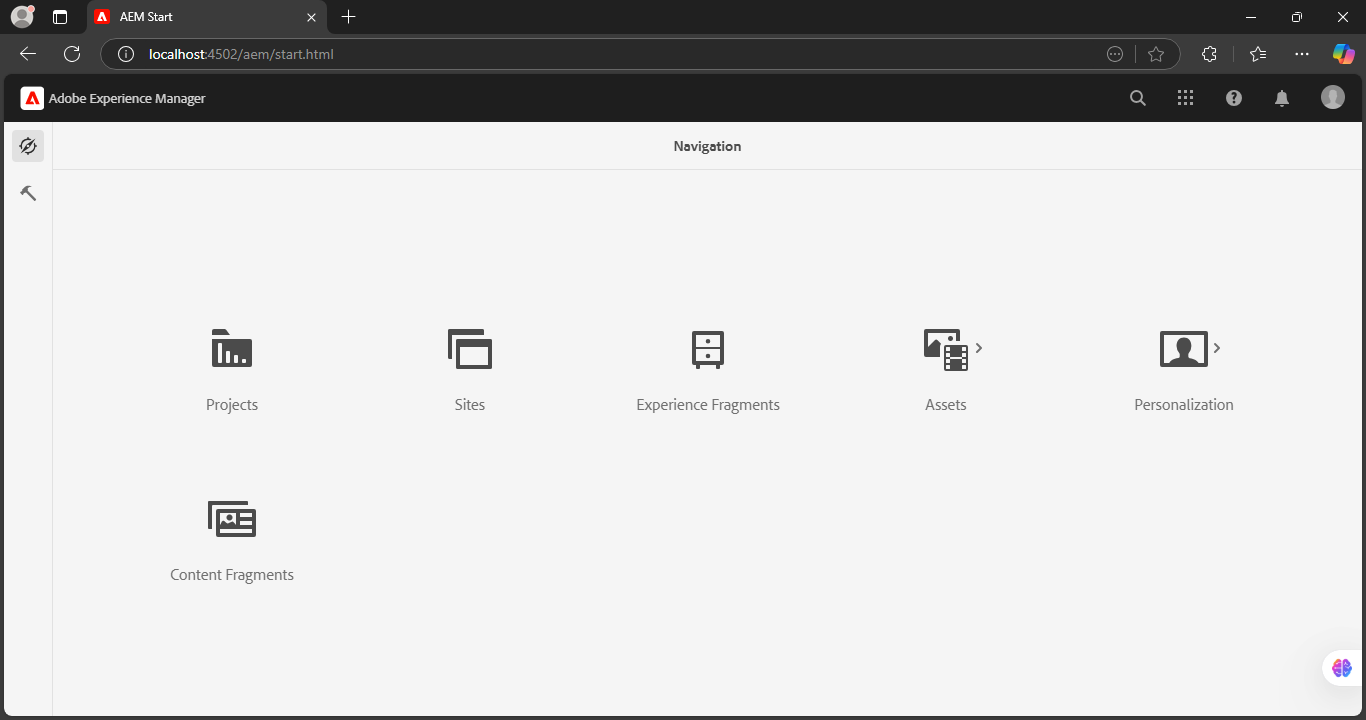 AEM Start
localhost:4502/aem/start.html
Adobe Experience Manager
Navigation
Projects
Sites
Experience Fragments
Assets
Personalization
Content Fragments